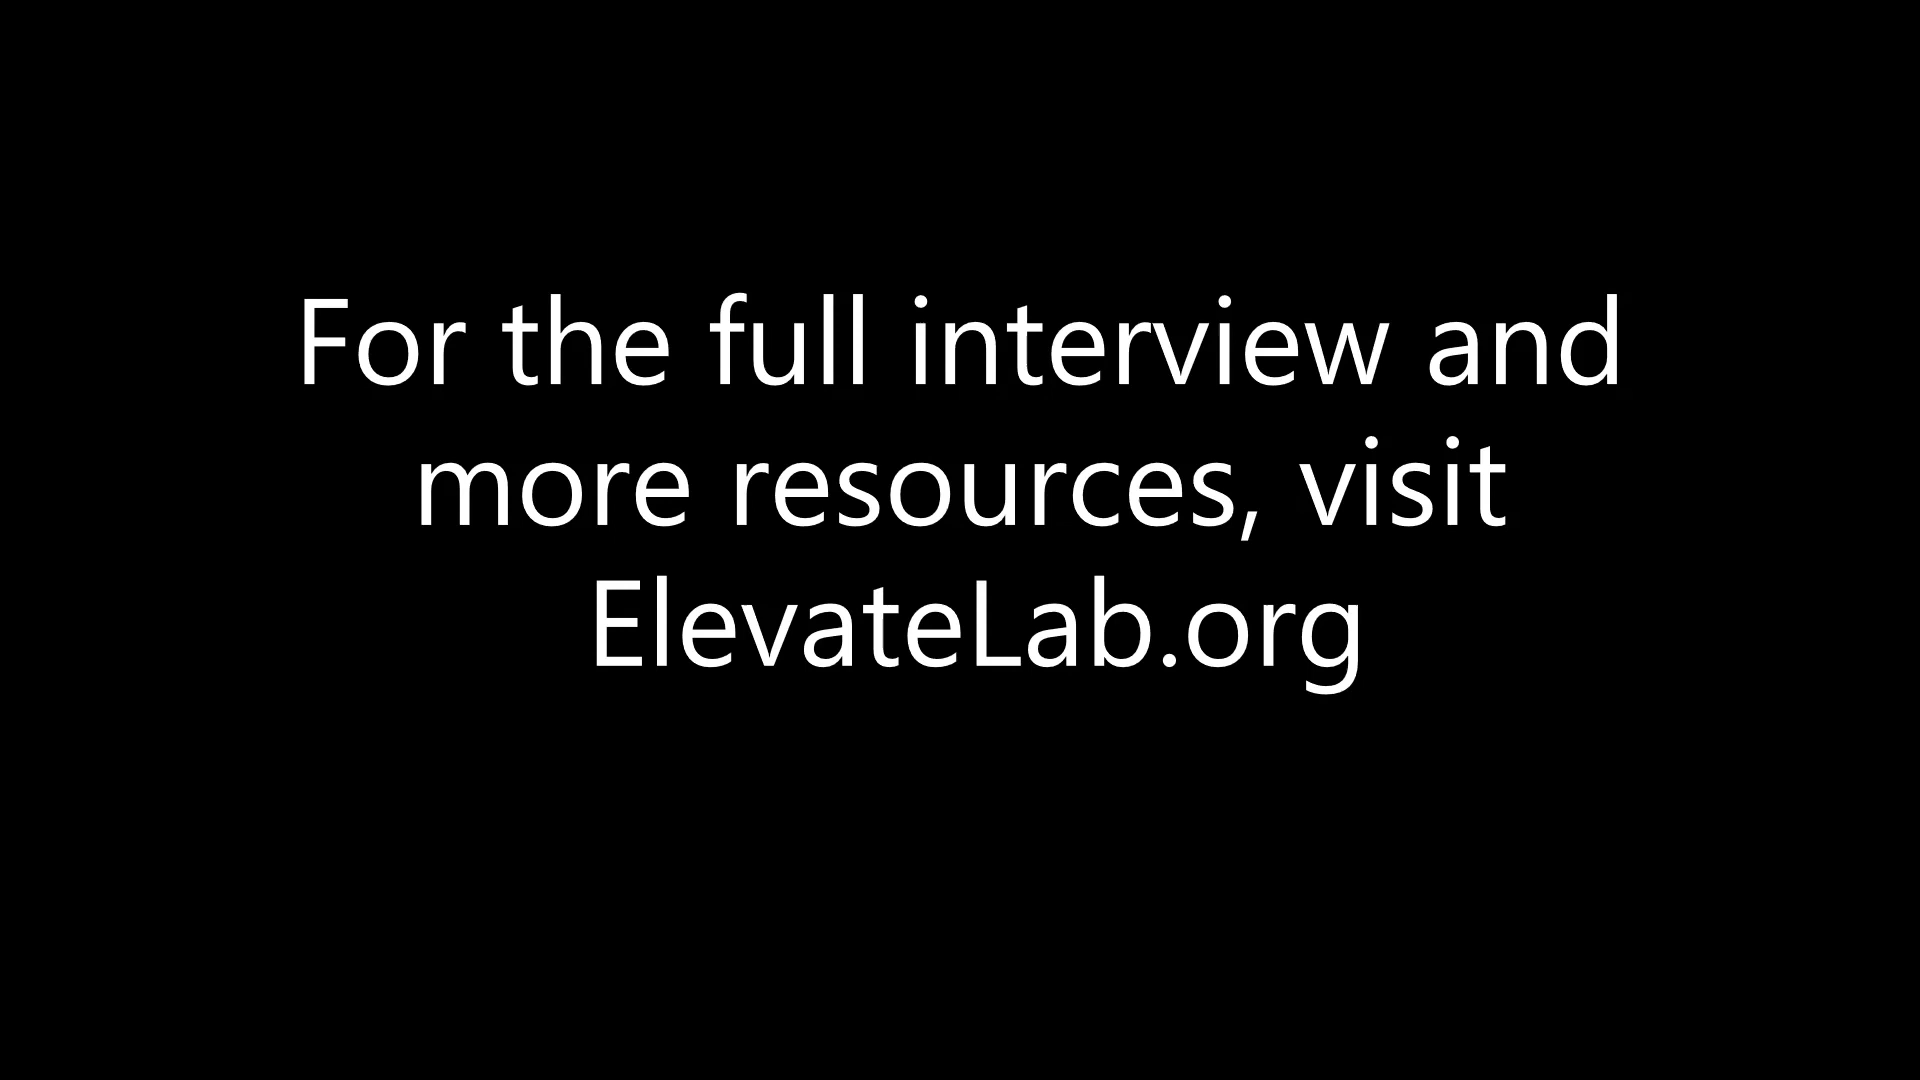 For the full interview and
more resources, visit
ElevateLab.org